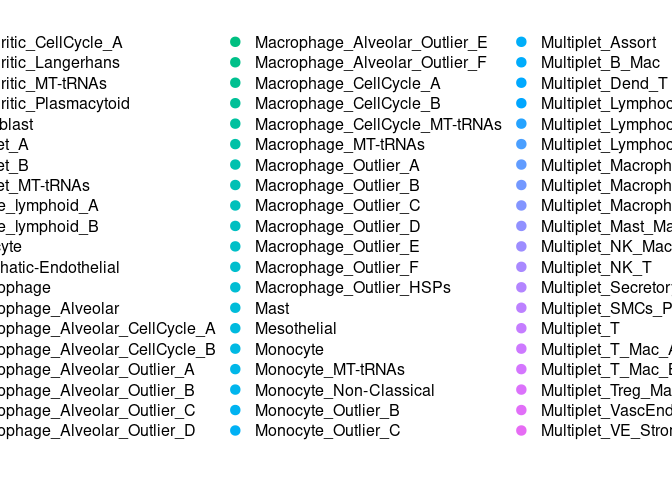 ritic_CellCycle_A
ritic_Langerhans
ritic_MT-tRNAs
ritic_Plasmacytoid
blast
et_A
et_B
et_MT-tRNAs
e_lymphoid_A
e_lymphoid_B
cyte
hatic-Endothelial
ophage
ophage_Alveolar
ophage_Alveolar_CellCycle_A
ophage_Alveolar_CellCycle_B
ophage_Alveolar_Outlier_A
ophage_Alveolar_Outlier_B
ophage_Alveolar_Outlier_C
ophage_Alveolar_Outlier_D
Macrophage_Alveolar_Outlier_E
Macrophage_Alveolar_Outlier_F
Macrophage_CellCycle_A
Macrophage_CellCycle_B
Macrophage_CellCycle_MT-tRNAs
Macrophage_MT-tRNAs
Macrophage_Outlier_A
Macrophage_Outlier_B
Macrophage_Outlier_C
Macrophage_Outlier_D
Macrophage_Outlier_E
Macrophage_Outlier_F
Macrophage_Outlier_HSPs
Mast
Mesothelial
Monocyte
Monocyte_MT-tRNAs
Monocyte_Non-Classical
Monocyte_Outlier_B
Monocyte_Outlier_C
Multiplet_Assort
Multiplet_B_Mac
Multiplet_Dend_T
Multiplet_Lymphoc
Multiplet_Lymphoc
Multiplet_Lymphoc
Multiplet_Macroph
Multiplet_Macroph
Multiplet_Macroph
Multiplet_Mast_Ma
Multiplet_NK_Mac
Multiplet_NK_T
Multiplet_Secretor
Multiplet_SMCs_P
Multiplet_T
Multiplet_T_Mac_A
Multiplet_T_Mac_B
Multiplet_Treg_Ma
Multiplet_VascEnd
Multiplet_VE_Stro